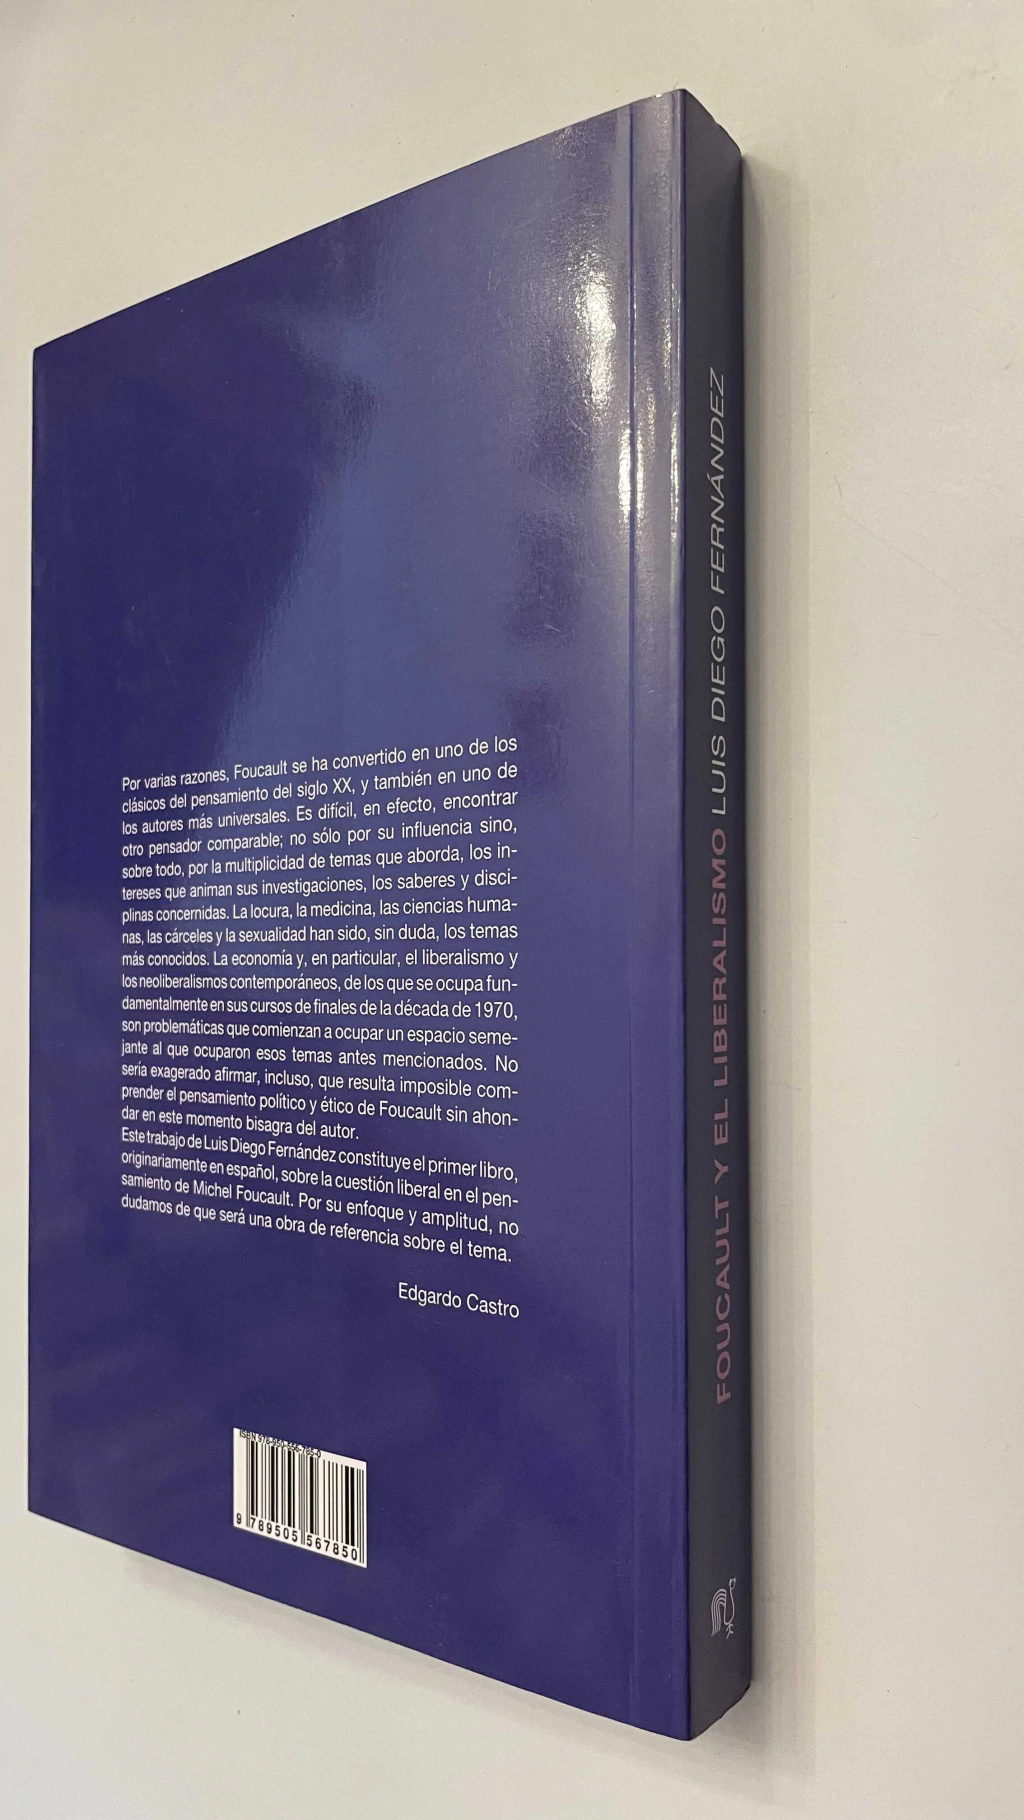 Por varias razones, Foucault se ha convertido en uno de los
clásicos del pensamiento del siglo XX, y también en uno de
los autores más universales. Es difícil, en efecto, encontrar
otro pensador comparable; no sólo por su influencia sino,
sobre todo, por la multiplicidad de temas que aborda, los in-
tereses que animan sus investigaciones, los saberes y disci-
plinas concernidas. La locura, la medicina, las ciencias huma-
nas, las cárceles y la sexualidad han sido, sin duda, los temas
más conocidos. La economía y, en particular, el liberalismo y
los neoliberalismos contemporáneos, de los que se ocupa fun-
damentalmente en sus cursos de finales de la década de 1970,
son problemáticas que comienzan a ocupar un espacio seme-
jante al que ocuparon esos temas antes mencionados. No
sería exagerado afirmar, incluso, que resulta imposible com-
prender el pensamiento político y ético de Foucault sin ahon-
dar en este momento bisagra del autor.
Este trabajo de Luis Diego Fernández constituye el primer libro,
originariamente en español, sobre la cuestión liberal en el pen-
samiento de Michel Foucault. Por su enfoque y amplitud, no
dudamos de que será una obra de referencia sobre el tema.
Edgardo Castro
ISBN 978-950-556-785-0
9 789505 567850
FOUCAULT Y EL LIBERALISMO LUIS DIEGO FERNÁNDEZ